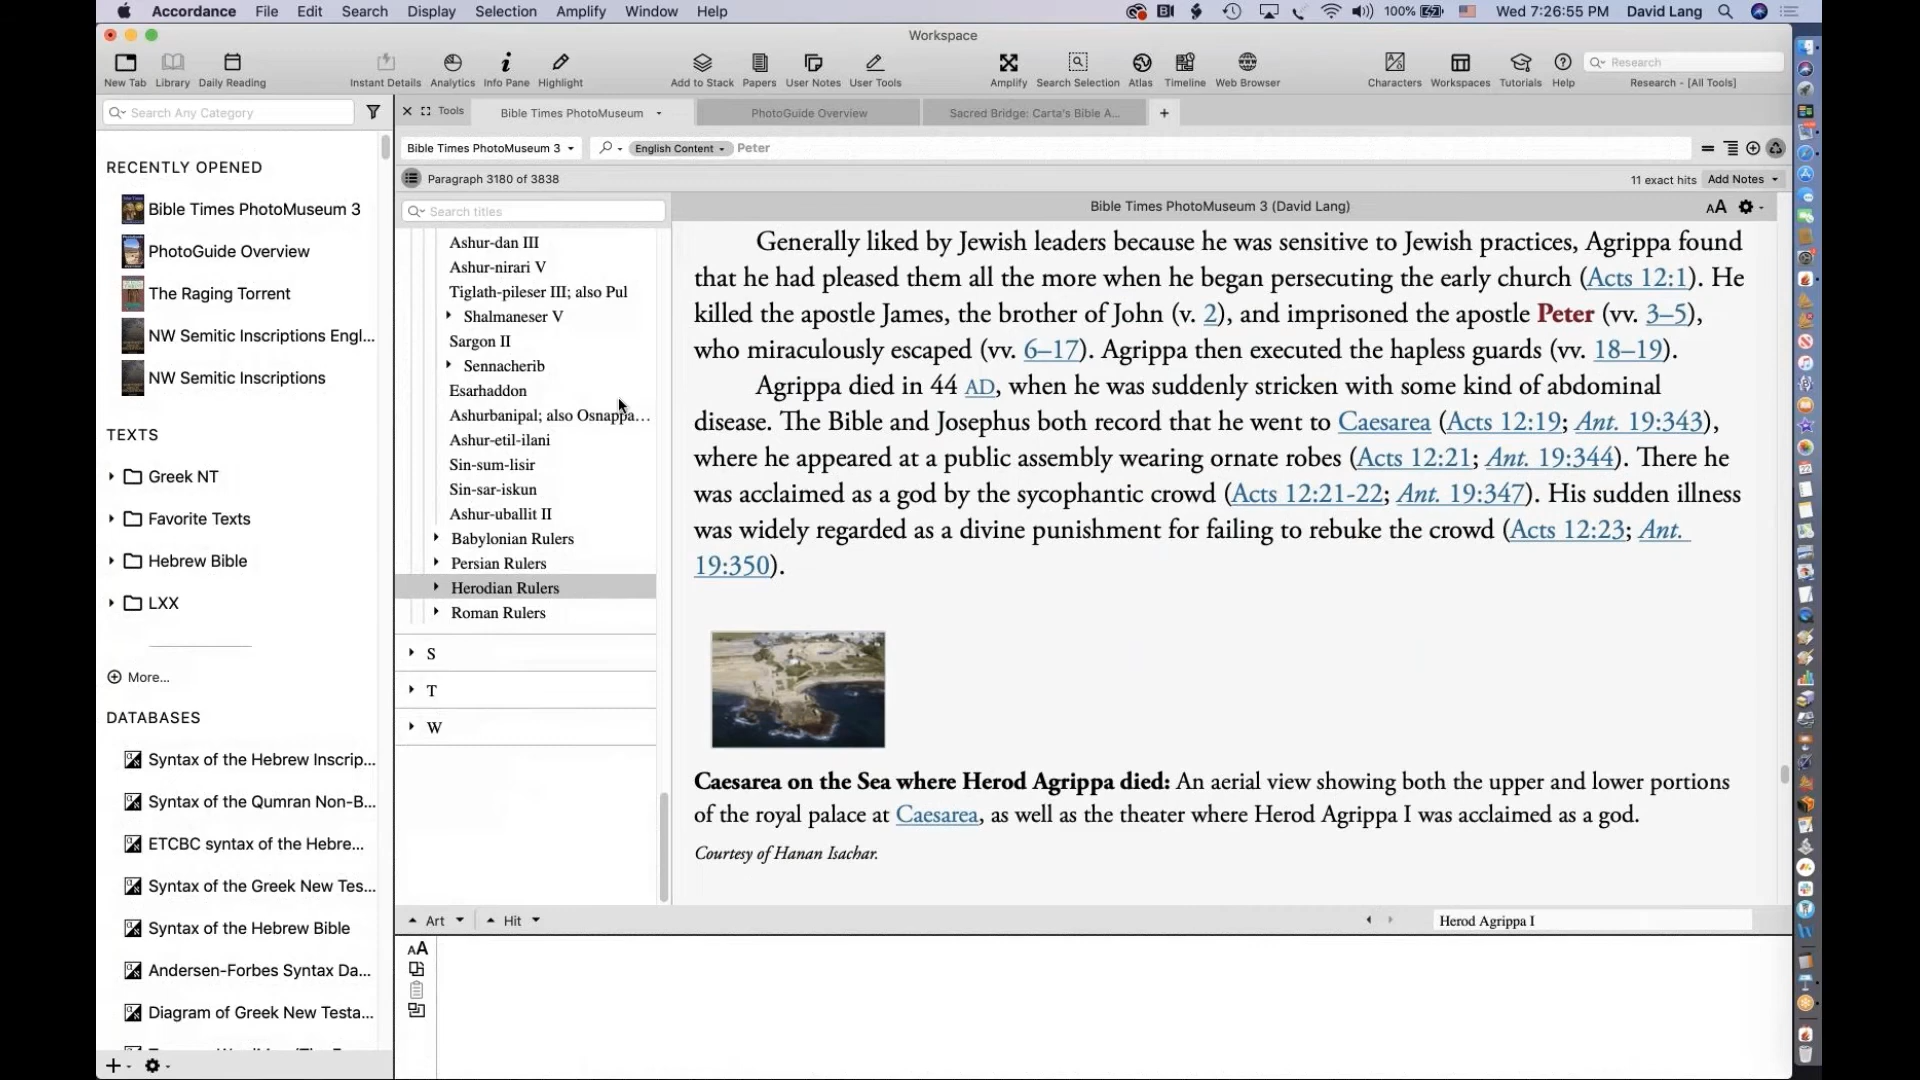 Accordance File Edit Search Display Selection Amplify Window Help 100% Wed 7:26:55 PM David Lang
Workspace
New Tab Library Daily Reading Instant Details Analytics Info Pane Highlight Add to Stack Papers User Notes User Tools Amplify Search Selection Atlas Timeline Web Browser Characters Workspaces Tutorials Help Research
Research - [All Tools]
Search Any Category
Tools Bible Times PhotoMuseum PhotoGuide Overview Sacred Bridge: Carta's Bible A...
Bible Times PhotoMuseum 3 English Content Peter
Paragraph 3180 of 3838 11 exact hits Add Notes
RECENTLY OPENED
Bible Times PhotoMuseum 3
PhotoGuide Overview
The Raging Torrent
NW Semitic Inscriptions Engl...
NW Semitic Inscriptions
TEXTS
Greek NT
Favorite Texts
Hebrew Bible
LXX
More...
DATABASES
Syntax of the Hebrew Inscrip...
Syntax of the Qumran Non-B...
ETCBC syntax of the Hebre...
Syntax of the Greek New Tes...
Syntax of the Hebrew Bible
Andersen-Forbes Syntax Da...
Diagram of Greek New Testa...
Search titles
Ashur-dan III
Ashur-nirari V
Tiglath-pileser III; also Pul
Shalmaneser V
Sargon II
Sennacherib
Esarhaddon
Ashurbanipal; also Osnappa...
Ashur-etil-ilani
Sin-sum-lisir
Sin-sar-iskun
Ashur-uballit II
Babylonian Rulers
Persian Rulers
Herodian Rulers
Roman Rulers
S
T
W
Bible Times PhotoMuseum 3 (David Lang) AA
Generally liked by Jewish leaders because he was sensitive to Jewish practices, Agrippa found
that he had pleased them all the more when he began persecuting the early church (Acts 12:1). He
killed the apostle James, the brother of John (v. 2), and imprisoned the apostle Peter (vv. 3–5),
who miraculously escaped (vv. 6–17). Agrippa then executed the hapless guards (vv. 18–19).
Agrippa died in 44 AD, when he was suddenly stricken with some kind of abdominal
disease. The Bible and Josephus both record that he went to Caesarea (Acts 12:19; Ant. 19:343),
where he appeared at a public assembly wearing ornate robes (Acts 12:21; Ant. 19:344). There he
was acclaimed as a god by the sycophantic crowd (Acts 12:21-22; Ant. 19:347). His sudden illness
was widely regarded as a divine punishment for failing to rebuke the crowd (Acts 12:23; Ant.
19:350).
Caesarea on the Sea where Herod Agrippa died: An aerial view showing both the upper and lower portions
of the royal palace at Caesarea, as well as the theater where Herod Agrippa I was acclaimed as a god.
Courtesy of Hanan Isachar.
Art Hit Herod Agrippa I
AA